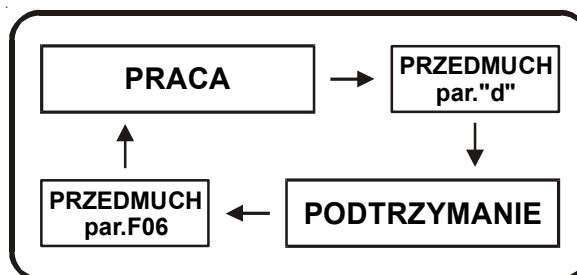 PRACA
PRZEDMUCH
par."d"
PRZEDMUCH
par.F06
PODTRZYMANIE